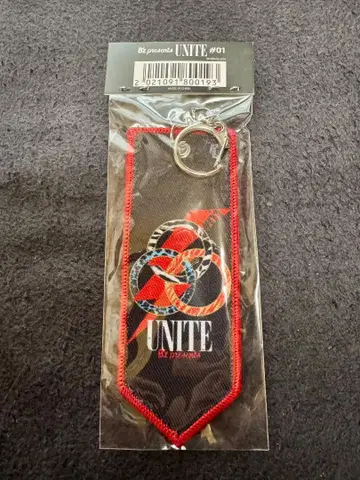 B'z presents UNITE #01
2 021091 800193
UNITE
B'z presents